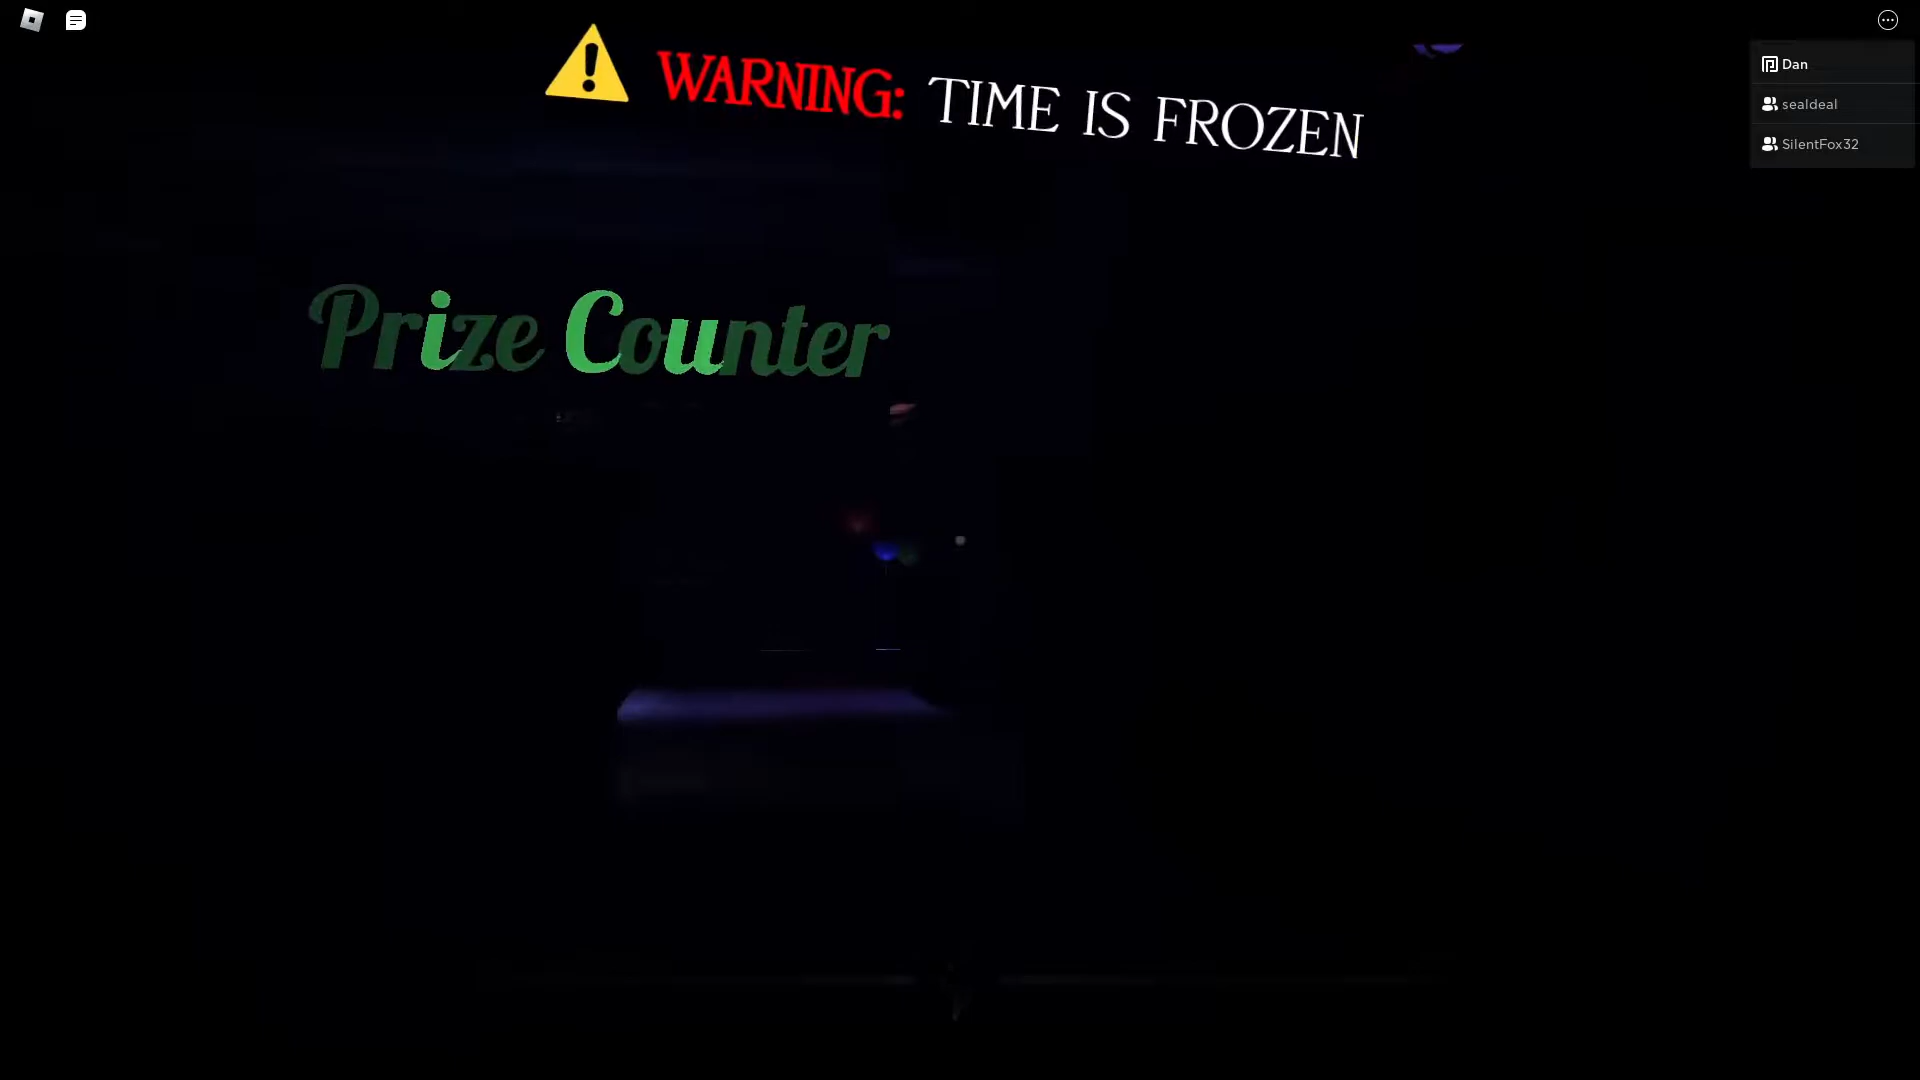 WARNING: TIME IS FROZEN
Dan
sealdeal
SilentFox32
Prize Counter